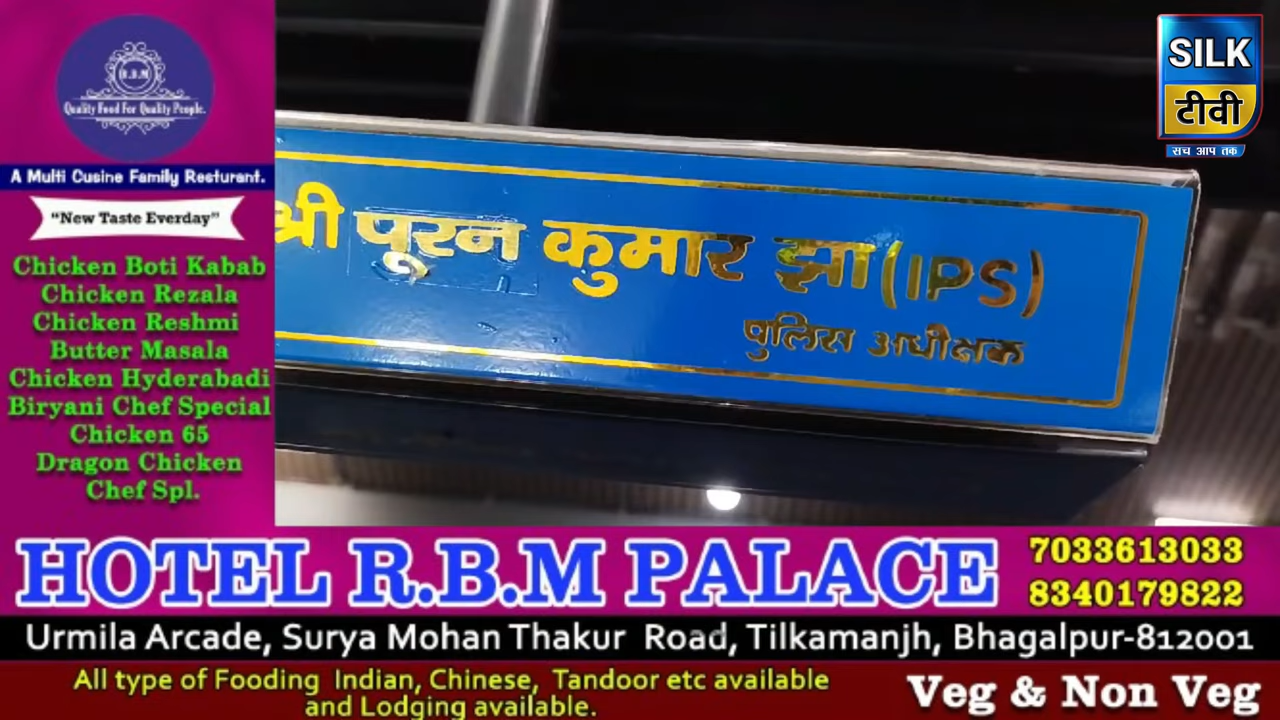 R.B.M
Quality Food For Quality People.
A Multi Cusine Family Resturant.
“New Taste Everday”
Chicken Boti Kabab
Chicken Rezala
Chicken Reshmi
Butter Masala
Chicken Hyderabadi
Biryani Chef Special
Chicken 65
Dragon Chicken
Chef Spl.
SILK
टीवी
सच आप तक
श्री पूरन कुमार झा (IPS)
पुलिस अधीक्षक
HOTEL R.B.M PALACE
7033613033
8340179822
Urmila Arcade, Surya Mohan Thakur Road, Tilkamanjh, Bhagalpur-812001
All type of Fooding Indian, Chinese, Tandoor etc available
and Lodging available.
Veg & Non Veg